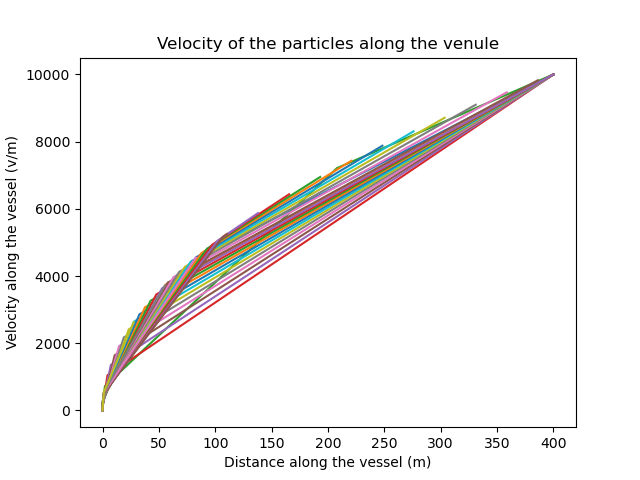 Velocity of the particles along the venule
10000
8000
6000
4000
2000
0
Velocity along the vessel (v/m)
0 50 100 150 200 250 300 350 400
Distance along the vessel (m)